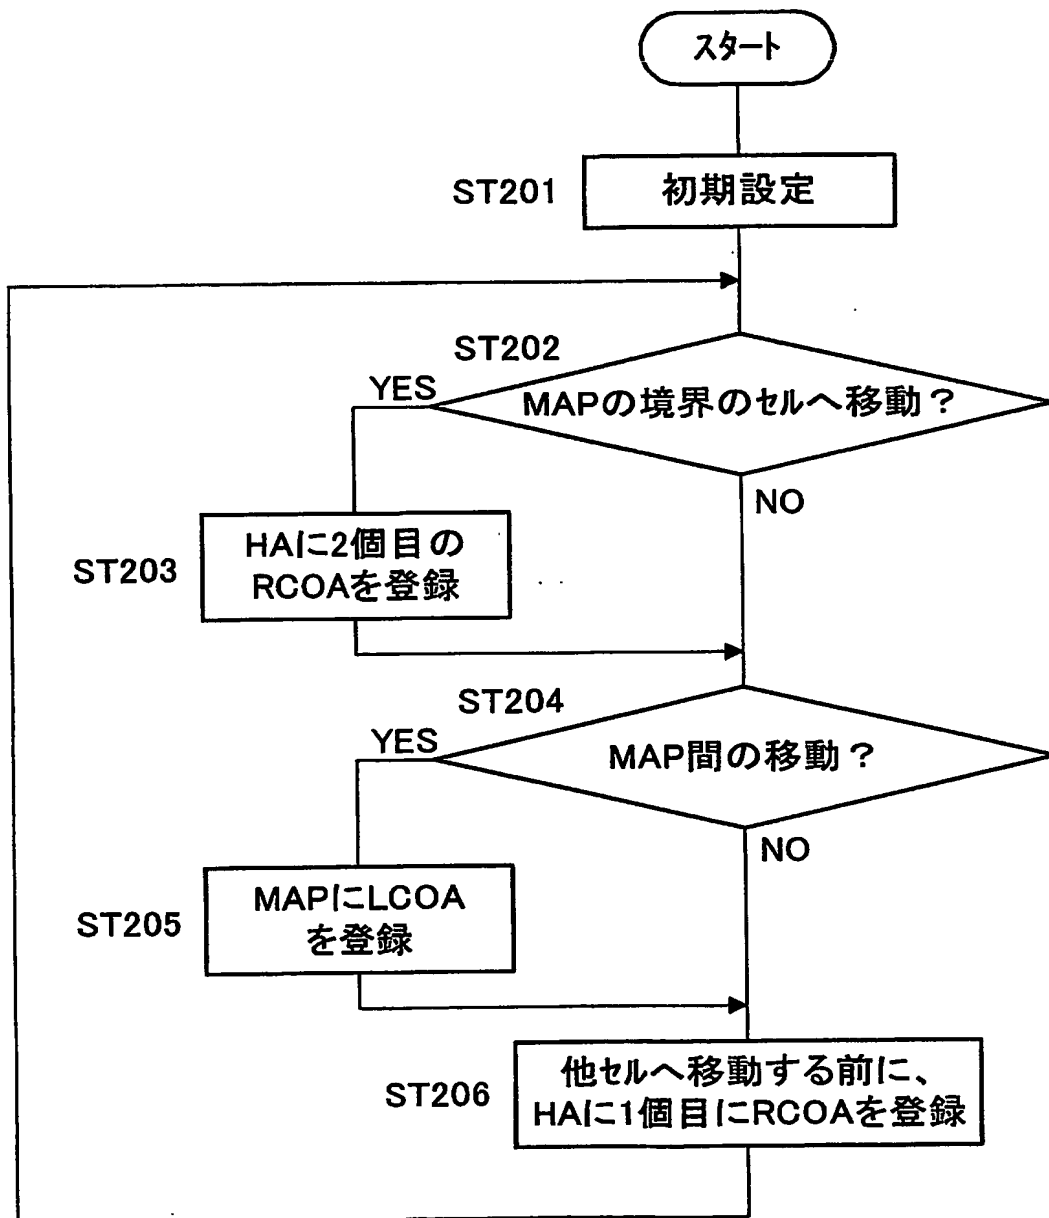 スタート
ST201
初期設定
ST202
YES
MAPの境界のセルへ移動？
NO
ST203
HAに2個目の
RCOAを登録
ST204
YES
MAP間の移動？
NO
ST205
MAPにLCOA
を登録
ST206
他セルへ移動する前に、
HAに1個目にRCOAを登録